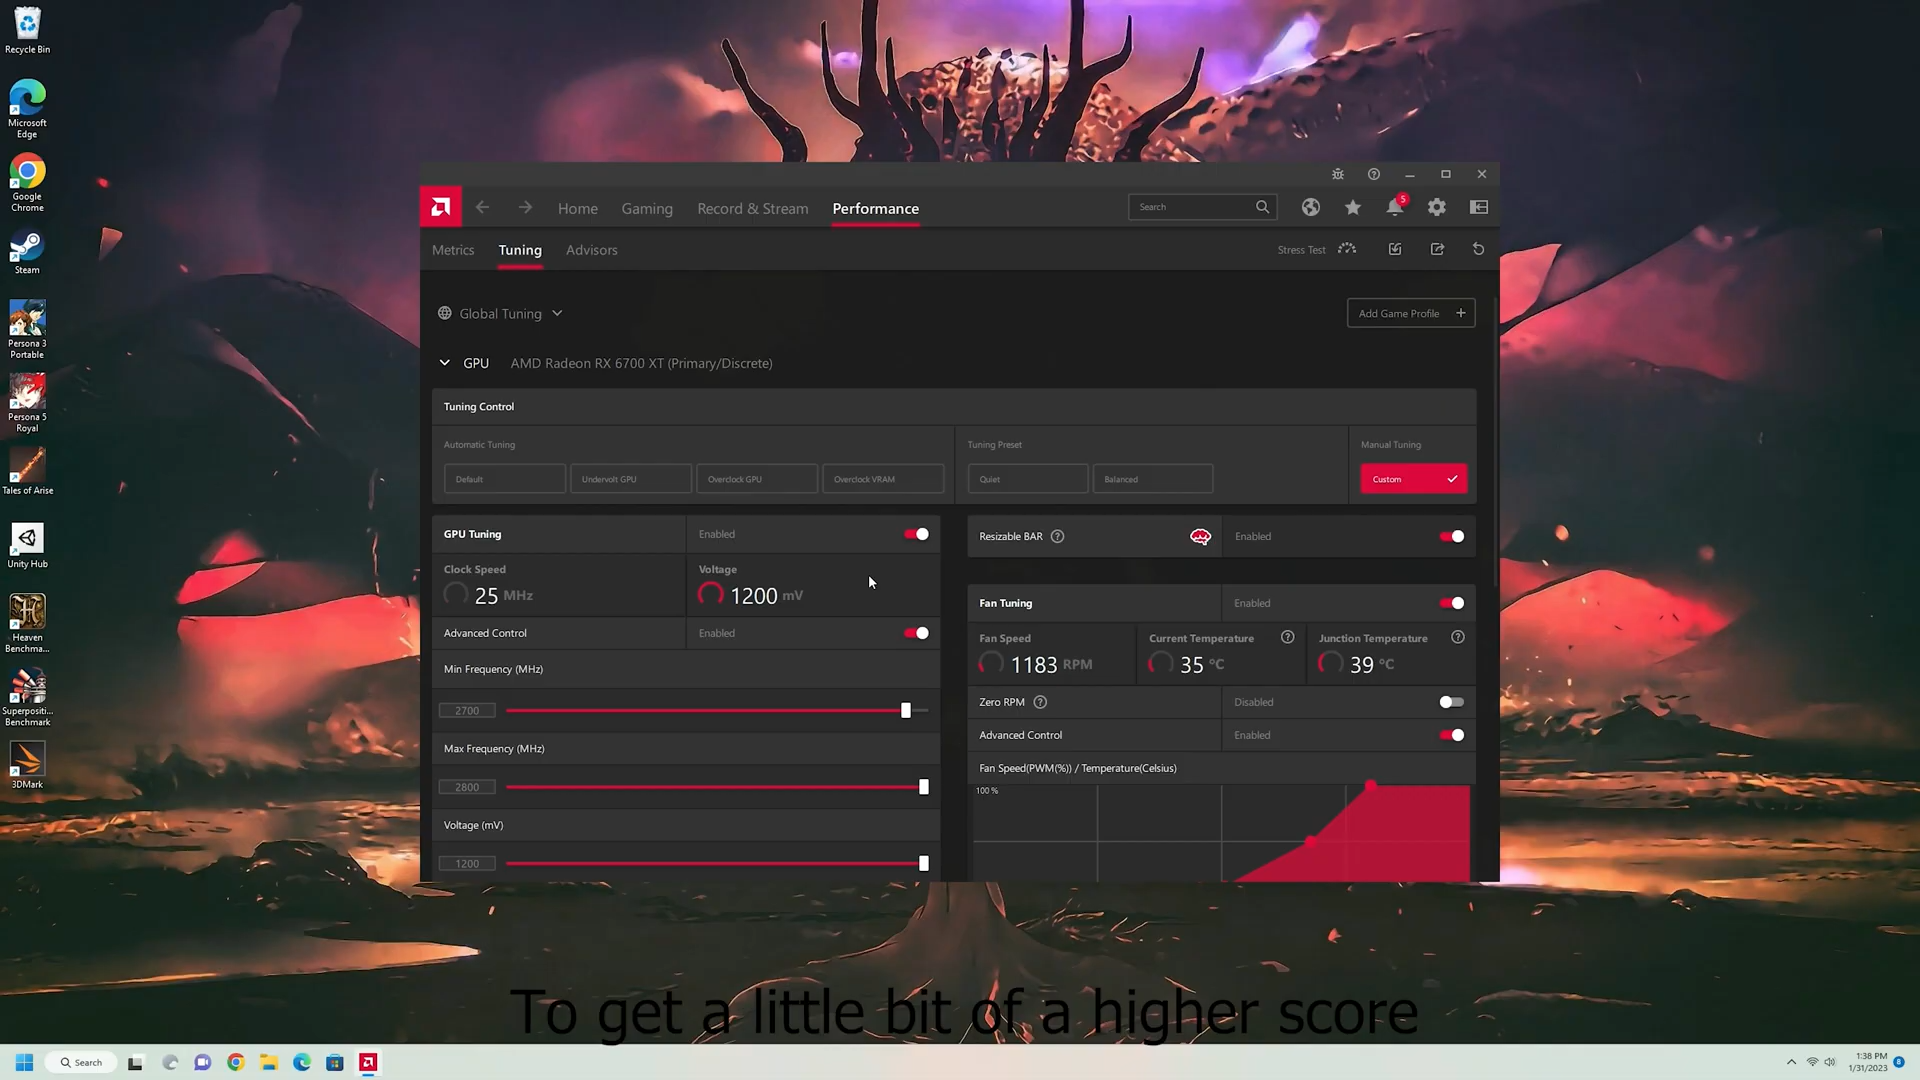 Recycle Bin
Microsoft
Edge
Google
Chrome
Steam
Persona 3
Portable
Persona 5
Royal
Tales of Arise
Unity Hub
Heaven
Benchma...
Superpositi...
Benchmark
3DMark
Home
Gaming
Record & Stream
Performance
Search
5
Metrics
Tuning
Advisors
Stress Test
Global Tuning
Add Game Profile
GPU
AMD Radeon RX 6700 XT (Primary/Discrete)
Tuning Control
Automatic Tuning
Tuning Preset
Manual Tuning
Default
Undervolt GPU
Overclock GPU
Overclock VRAM
Quiet
Balanced
Custom
GPU Tuning
Enabled
Clock Speed
25 MHz
Voltage
1200 mV
Advanced Control
Enabled
Min Frequency (MHz)
2700
Max Frequency (MHz)
2800
Voltage (mV)
1200
Resizable BAR
Enabled
Fan Tuning
Enabled
Fan Speed
1183 RPM
Current Temperature
35 °C
Junction Temperature
39 °C
Zero RPM
Disabled
Advanced Control
Enabled
Fan Speed(PWM(%)) / Temperature(Celsius)
100 %
To get a little bit of a higher score
Search
1:38 PM
1/31/2023
8